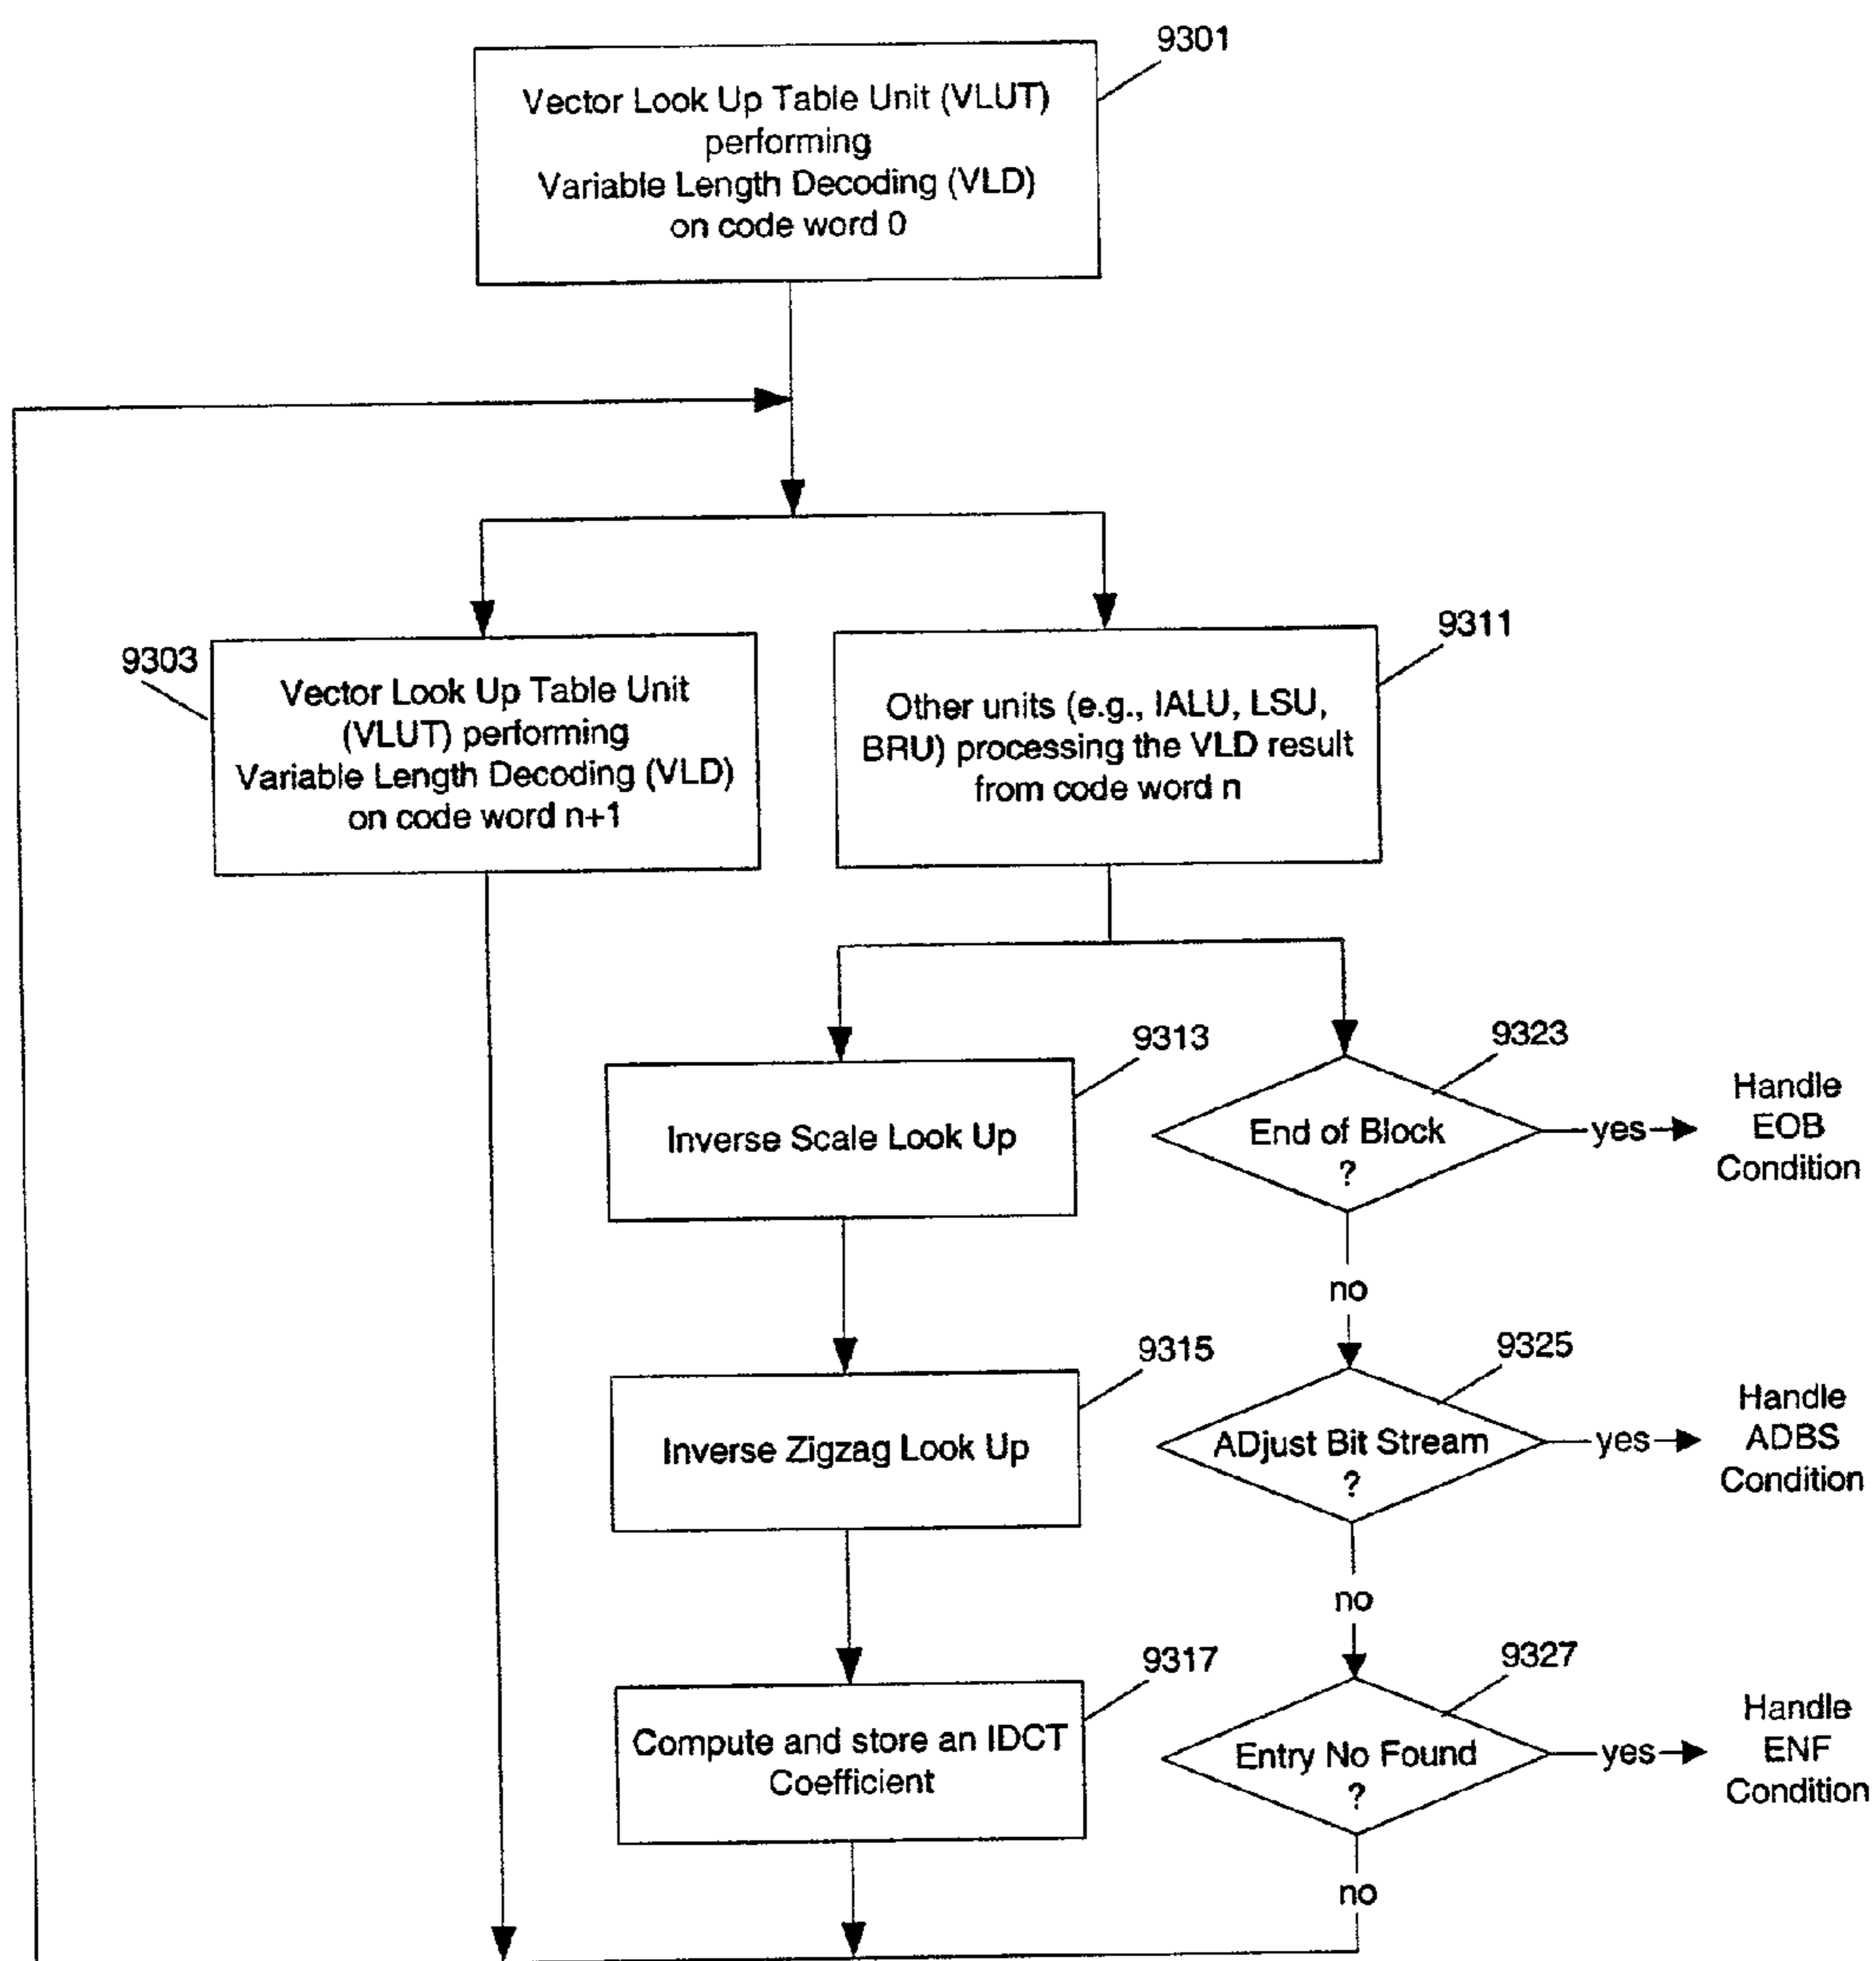 9301
Vector Look Up Table Unit (VLUT)
performing
Variable Length Decoding (VLD)
on code word 0
9303
Vector Look Up Table Unit
(VLUT) performing
Variable Length Decoding (VLD)
on code word n+1
9311
Other units (e.g., IALU, LSU,
BRU) processing the VLD result
from code word n
9313
Inverse Scale Look Up
9323
End of Block
?
yes
Handle
EOB
Condition
no
9315
Inverse Zigzag Look Up
9325
ADjust Bit Stream
?
yes
Handle
ADBS
Condition
no
9317
Compute and store an IDCT
Coefficient
9327
Entry No Found
?
yes
Handle
ENF
Condition
no